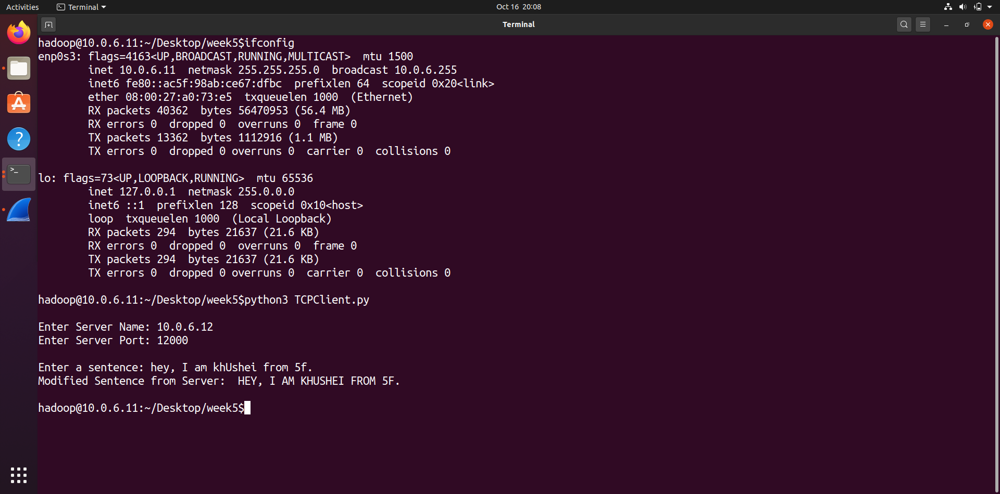 Activities
Terminal
Oct 16 20:08
Terminal
hadoop@10.0.6.11:~/Desktop/week5$ifconfig
enp0s3: flags=4163<UP,BROADCAST,RUNNING,MULTICAST>  mtu 1500
        inet 10.0.6.11  netmask 255.255.255.0  broadcast 10.0.6.255
        inet6 fe80::ac5f:98ab:ce67:dfbc  prefixlen 64  scopeid 0x20<link>
        ether 08:00:27:a0:73:e5  txqueuelen 1000  (Ethernet)
        RX packets 40362  bytes 56470953 (56.4 MB)
        RX errors 0  dropped 0  overruns 0  frame 0
        TX packets 13362  bytes 1112916 (1.1 MB)
        TX errors 0  dropped 0 overruns 0  carrier 0  collisions 0
lo: flags=73<UP,LOOPBACK,RUNNING>  mtu 65536
        inet 127.0.0.1  netmask 255.0.0.0
        inet6 ::1  prefixlen 128  scopeid 0x10<host>
        loop  txqueuelen 1000  (Local Loopback)
        RX packets 294  bytes 21637 (21.6 KB)
        RX errors 0  dropped 0  overruns 0  frame 0
        TX packets 294  bytes 21637 (21.6 KB)
        TX errors 0  dropped 0 overruns 0  carrier 0  collisions 0
hadoop@10.0.6.11:~/Desktop/week5$python3 TCPClient.py
Enter Server Name: 10.0.6.12
Enter Server Port: 12000
Enter a sentence: hey, I am khUshei from 5f.
Modified Sentence from Server:  HEY, I AM KHUSHEI FROM 5F.
hadoop@10.0.6.11:~/Desktop/week5$